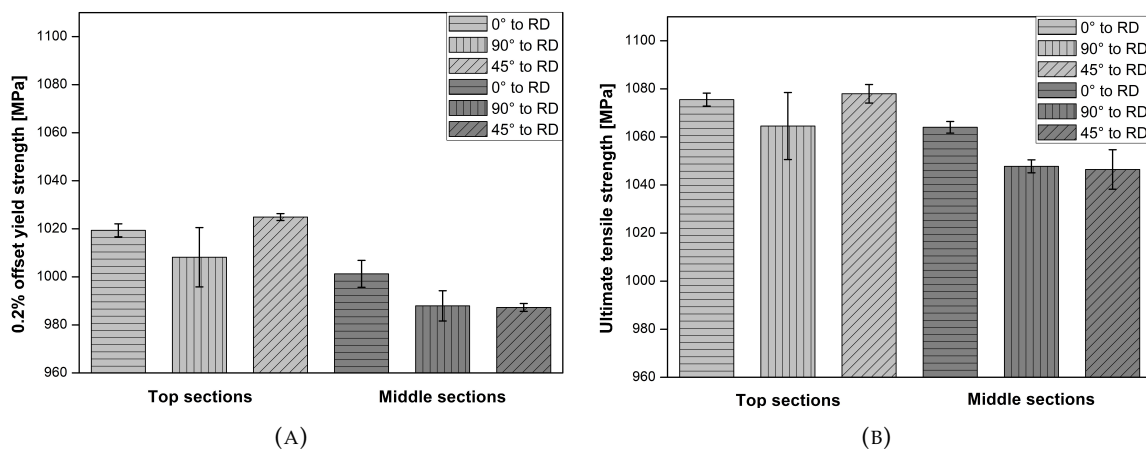 0.2% offset yield strength [MPa]
1100
1080
1060
1040
1020
1000
980
960
0° to RD
90° to RD
45° to RD
0° to RD
90° to RD
45° to RD
Top sections
Middle sections
(A)
Ultimate tensile strength [MPa]
1100
1080
1060
1040
1020
1000
980
960
0° to RD
90° to RD
45° to RD
0° to RD
90° to RD
45° to RD
Top sections
Middle sections
(B)